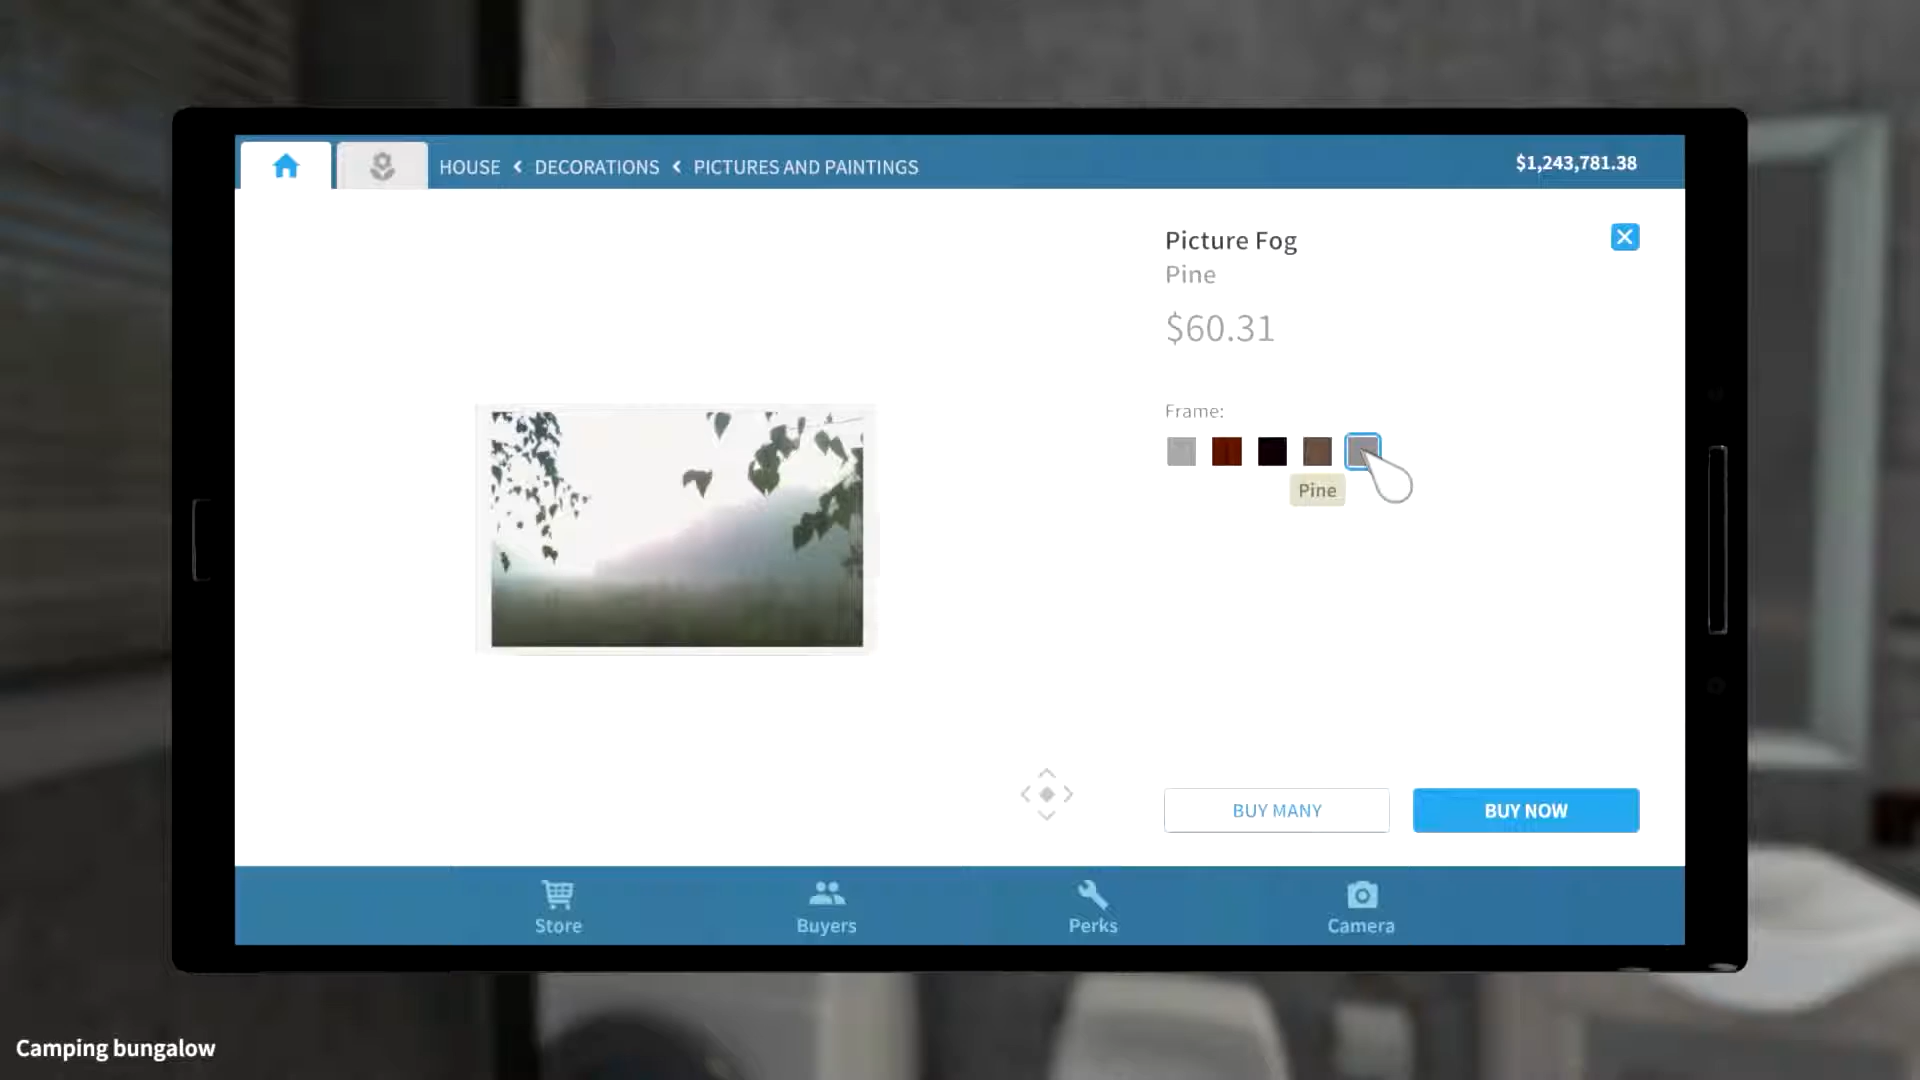 HOUSE < DECORATIONS < PICTURES AND PAINTINGS
$1,243,781.38
Picture Fog
Pine
$60.31
Frame:
Pine
BUY MANY
BUY NOW
Store
Buyers
Perks
Camera
Camping bungalow